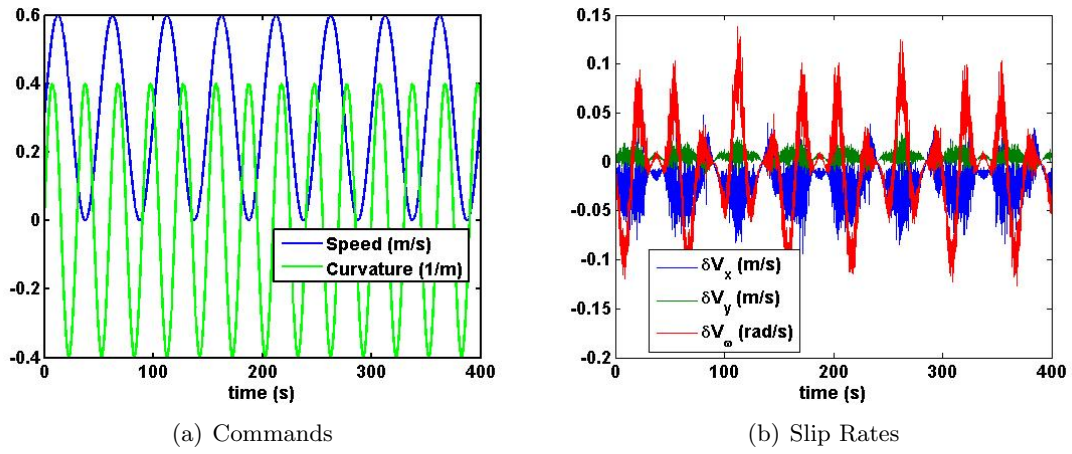 0.6
0.4
0.2
0
-0.2
-0.4
0
100
200
300
400
time (s)
Speed (m/s)
Curvature (1/m)
(a) Commands
0.15
0.1
0.05
0
-0.05
-0.1
-0.15
-0.2
0
100
200
300
400
time (s)
δVx (m/s)
δVy (m/s)
δVω (rad/s)
(b) Slip Rates